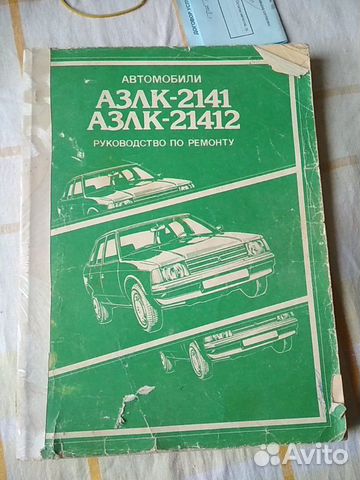 АВТОМОБИЛИ
АЗЛК-2141
АЗЛК-21412
РУКОВОДСТВО ПО РЕМОНТУ
Avito